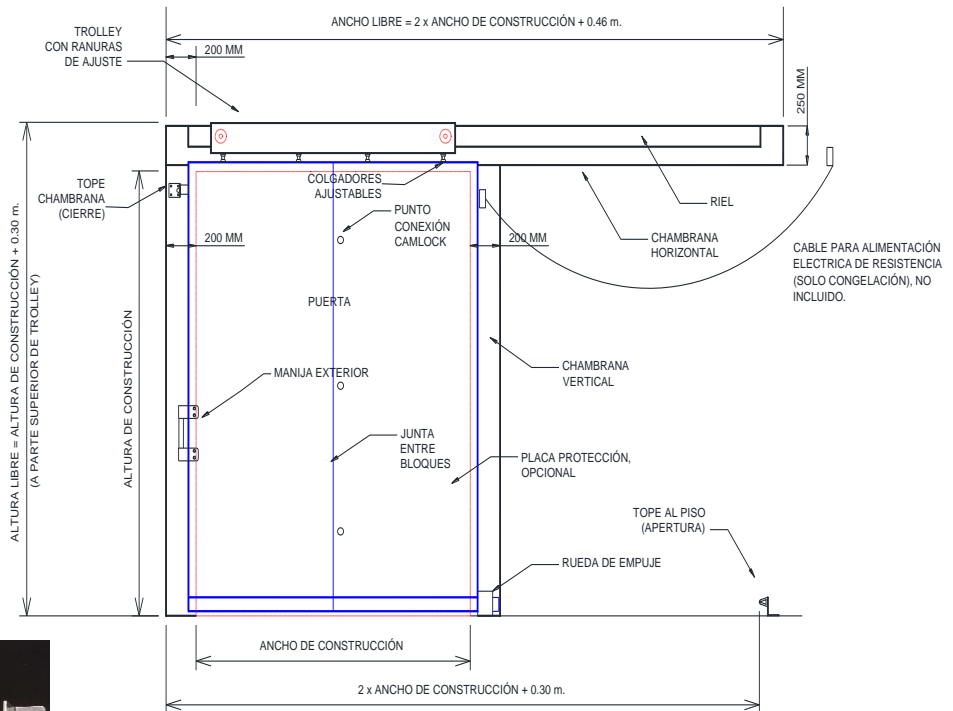 ANCHO LIBRE = 2 x ANCHO DE CONSTRUCCIÓN + 0.46 m.
TROLLEY
CON RANURAS
DE AJUSTE
200 MM
250 MM
TOPE
CHAMBRANA
(CIERRE)
COLGADORES
AJUSTABLES
RIEL
PUNTO
CONEXIÓN
CAMLOCK
200 MM
200 MM
CHAMBRANA
HORIZONTAL
CABLE PARA ALIMENTACIÓN
ELECTRICA DE RESISTENCIA
(SOLO CONGELACIÓN), NO
INCLUIDO.
ALTURA LIBRE = ALTURA DE CONSTRUCCIÓN + 0.30 m.
(A PARTE SUPERIOR DE TROLLEY)
ALTURA DE CONSTRUCCIÓN
PUERTA
MANIJA EXTERIOR
CHAMBRANA
VERTICAL
JUNTA
ENTRE
BLOQUES
PLACA PROTECCIÓN,
OPCIONAL
TOPE AL PISO
(APERTURA)
RUEDA DE EMPUJE
ANCHO DE CONSTRUCCIÓN
2 x ANCHO DE CONSTRUCCIÓN + 0.30 m.